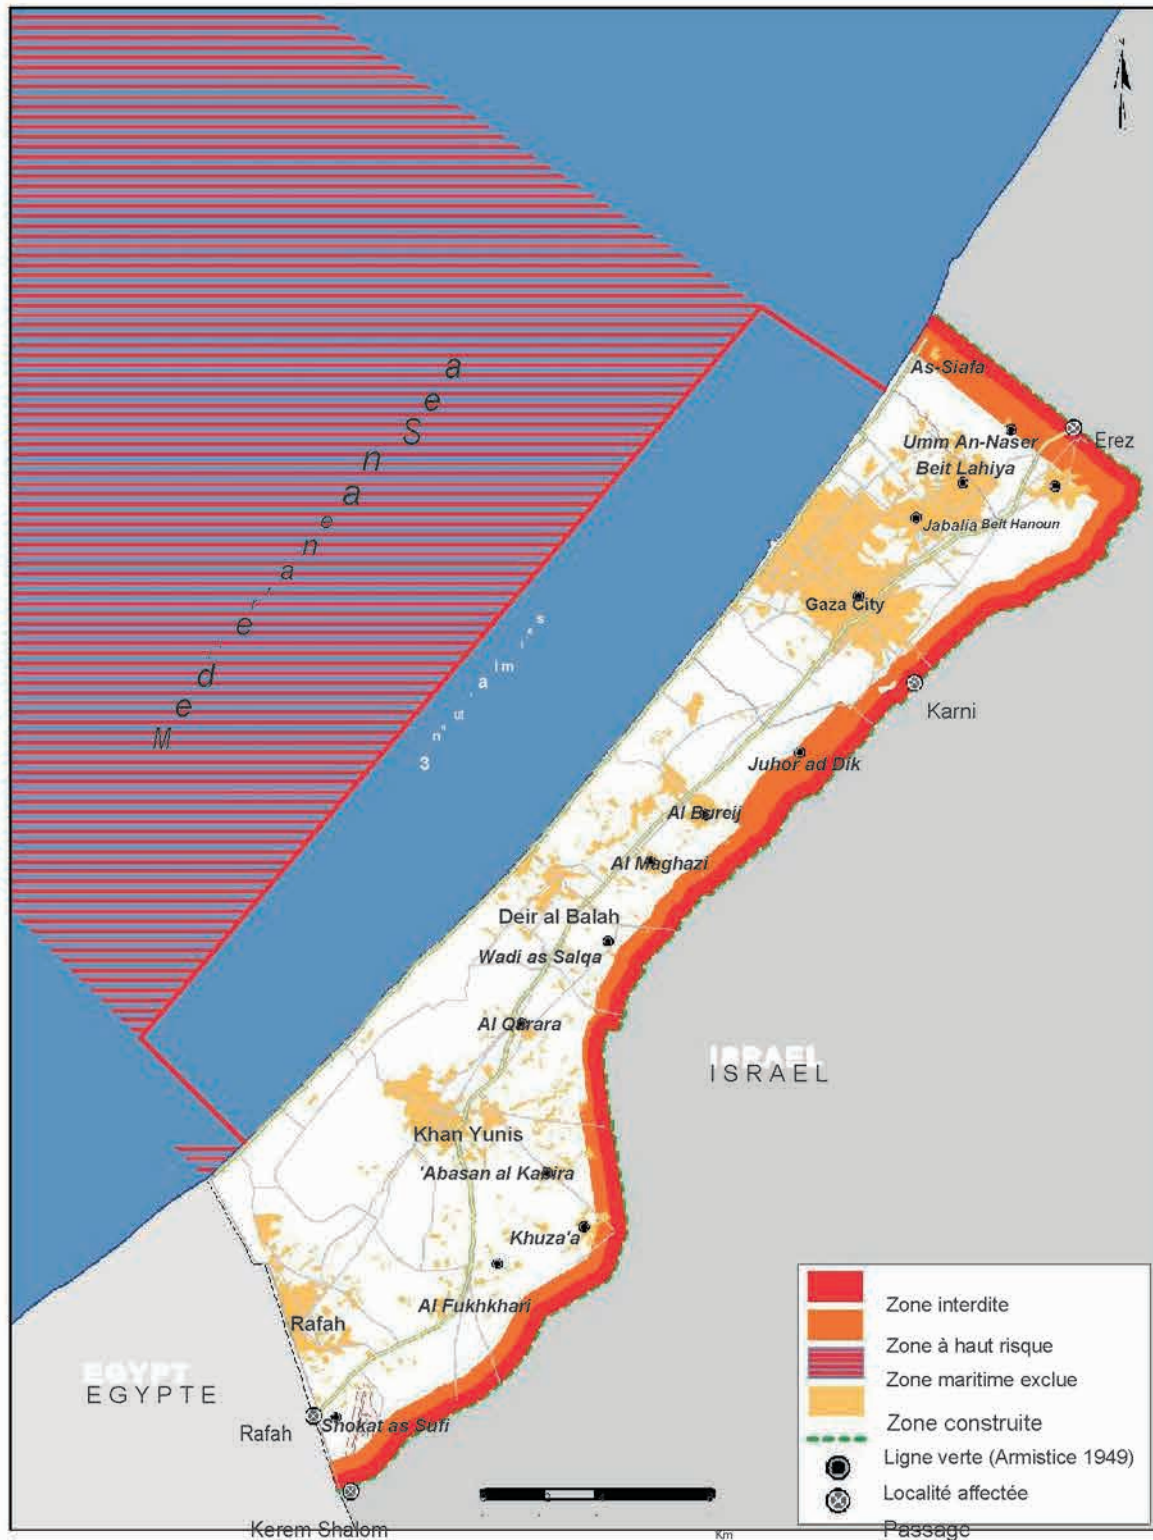 N
Mediterranean Sea
3 nautical miles
As-Siafa
Umm An-Naser
Erez
Beit Lahiya
Jabalia
Beit Hanoun
Gaza City
Karni
Juhor ad Dik
Al Bureij
Al Maghazi
Deir al Balah
Wadi as Salqa
Al Qarara
ISRAEL
ISRAEL
Khan Yunis
'Abasan al Kabira
Khuza'a
Al Fukhkhari
Rafah
EGYPT
EGYPTE
Rafah
Shokat as Sufi
Kerem Shalom
Km
Zone interdite
Zone à haut risque
Zone maritime exclue
Zone construite
Ligne verte (Armistice 1949)
Localité affectée
Passage